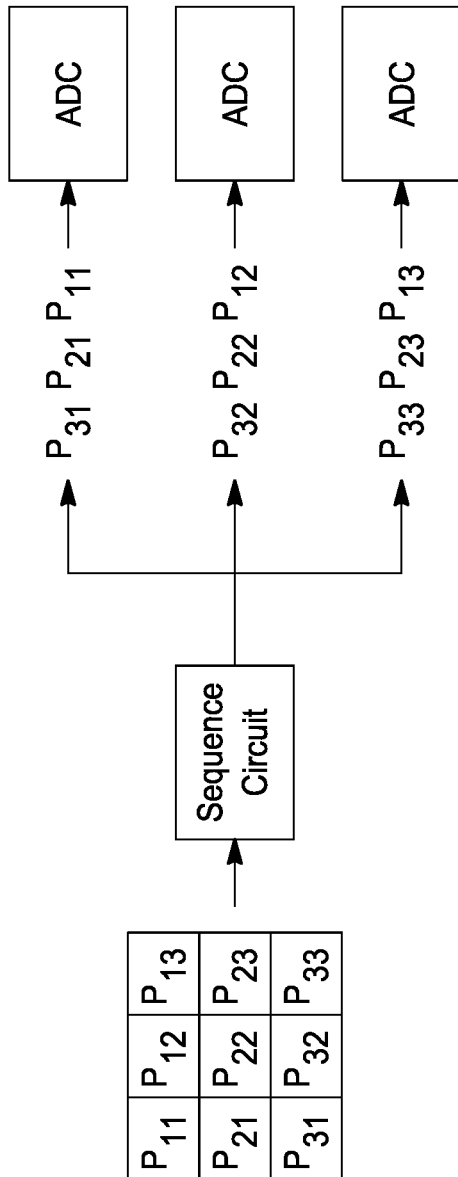 P11 P12 P13
P21 P22 P23
P31 P32 P33
Sequence
Circuit
P31 P21 P11
ADC
P32 P22 P12
ADC
P33 P23 P13
ADC